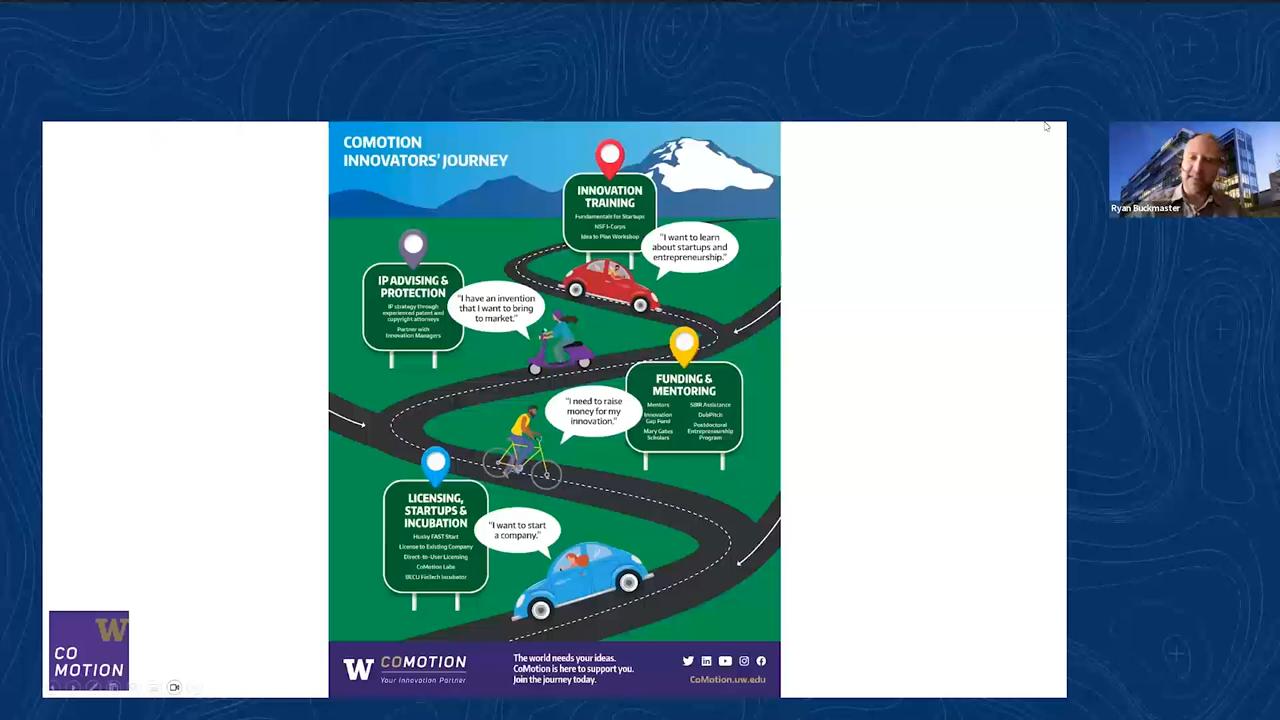 COMOTION
INNOVATORS' JOURNEY
INNOVATION
TRAINING
Fundamentals for Startups
NSF I-Corps
Idea to Plan Workshop
"I want to learn
about startups and
entrepreneurship."
IP ADVISING &
PROTECTION
IP strategy through
experienced patent and
copyright attorneys
Partner with
Innovation Managers
"I have an invention
that I want to bring
to market."
FUNDING &
MENTORING
Mentors
Innovation
Gap Fund
Mary Gates
Scholars
SBIR Assistance
DubPitch
Postdoctoral
Entrepreneurship
Program
"I need to raise
money for my
innovation."
LICENSING,
STARTUPS &
INCUBATION
Husky FAST Start
License to Existing Company
Direct-to-User Licensing
CoMotion Labs
BECU FinTech Incubator
"I want to start
a company."
W COMOTION
Your Innovation Partner
The world needs your ideas.
CoMotion is here to support you.
Join the journey today.
CoMotion.uw.edu
W
CO
MOTION
Ryan Buckmaster